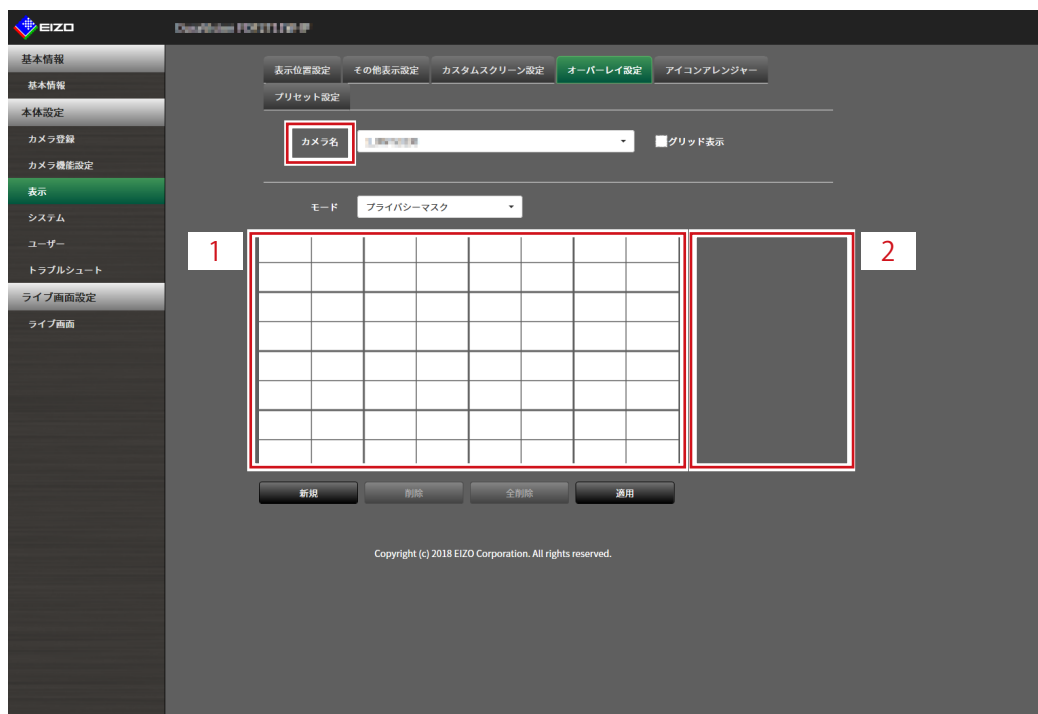 EIZO
基本情報
基本情報
本体設定
カメラ登録
カメラ機能設定
表示
システム
ユーザー
トラブルシュート
ライブ画面設定
ライブ画面
表示位置設定 その他表示設定 カスタムスクリーン設定 オーバーレイ設定 アイコンアレンジャー
プリセット設定
カメラ名 グリッド表示
モード プライバシーマスク
1 2
新規 削除 全削除 適用
Copyright (c) 2018 EIZO Corporation. All rights reserved.